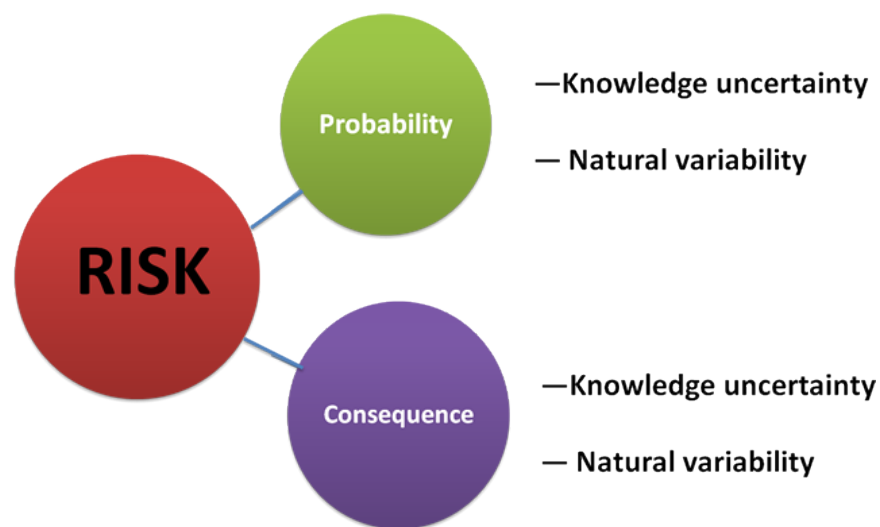 Probability
—Knowledge uncertainty
— Natural variability
RISK
Consequence
—Knowledge uncertainty
— Natural variability